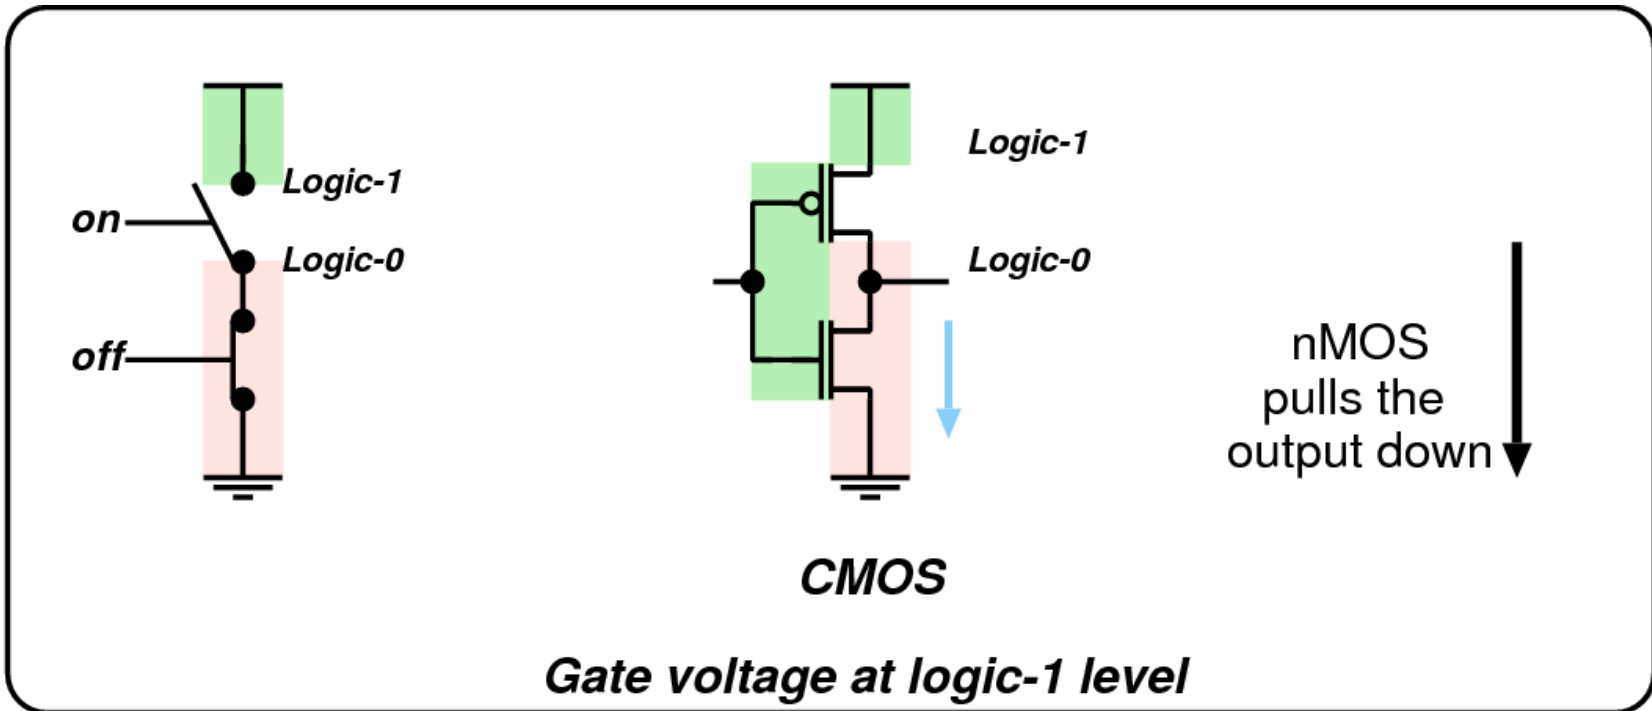 Logic-1
on
Logic-0
off
Logic-1
Logic-0
nMOS
pulls the
output down
CMOS
Gate voltage at logic-1 level